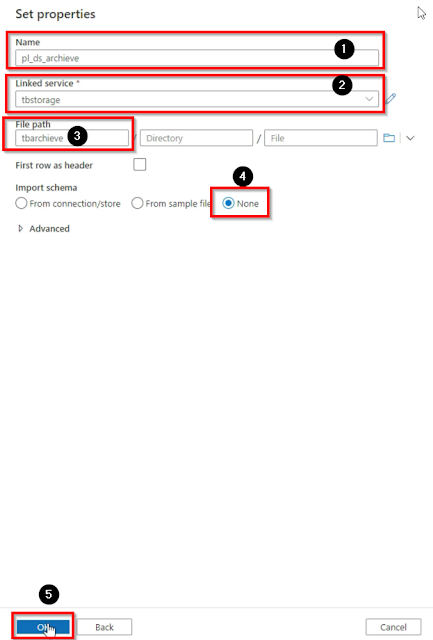 Set properties
Name
1
pl_ds_archieve
Linked service *
2
tbstorage
File path
3
tbarchieve / Directory / File
First row as header
4
Import schema
From connection/store From sample file None
Advanced
5
OK Back Cancel